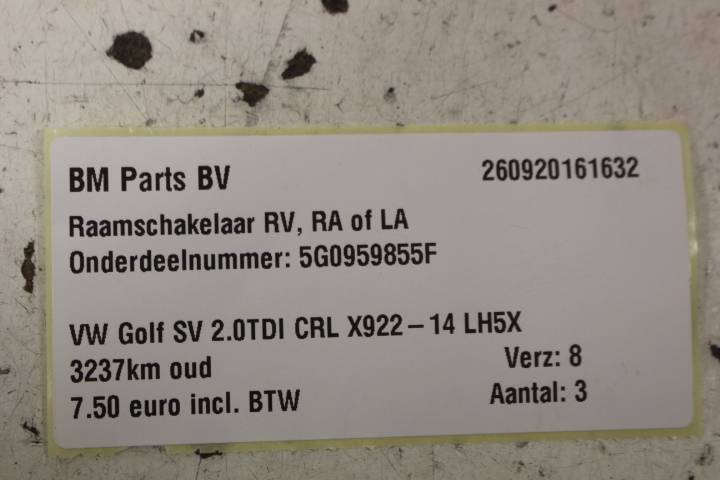 BM Parts BV 260920161632
Raamschakelaar RV, RA of LA
Onderdeelnummer: 5G0959855F
VW Golf SV 2.0TDI CRL X922-14 LH5X
3237km oud Verz: 8
7.50 euro incl. BTW Aantal: 3